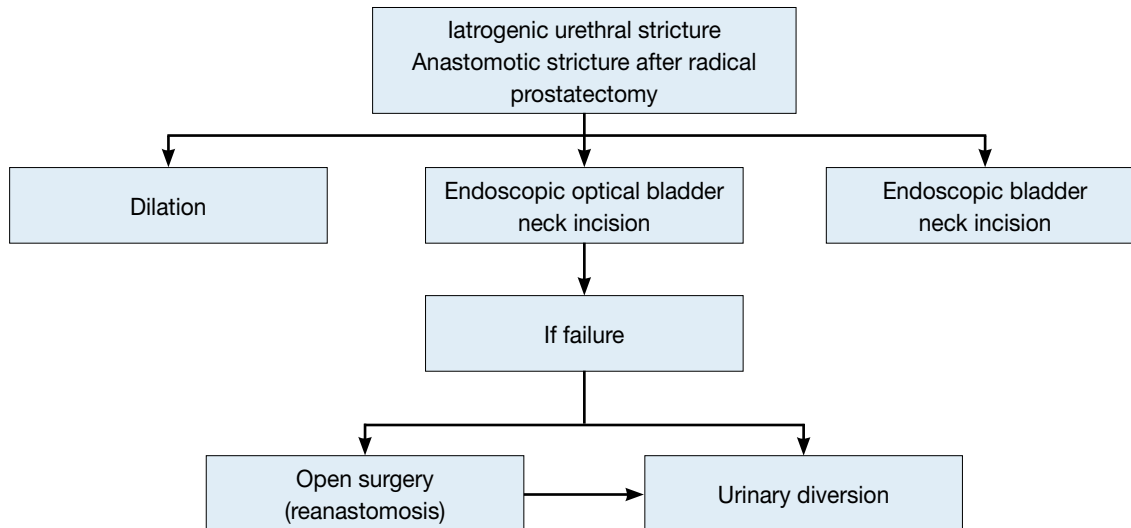 Iatrogenic urethral stricture
Anastomotic stricture after radical
prostatectomy
Dilation
Endoscopic optical bladder
neck incision
Endoscopic bladder
neck incision
If failure
Open surgery
(reanastomosis)
Urinary diversion